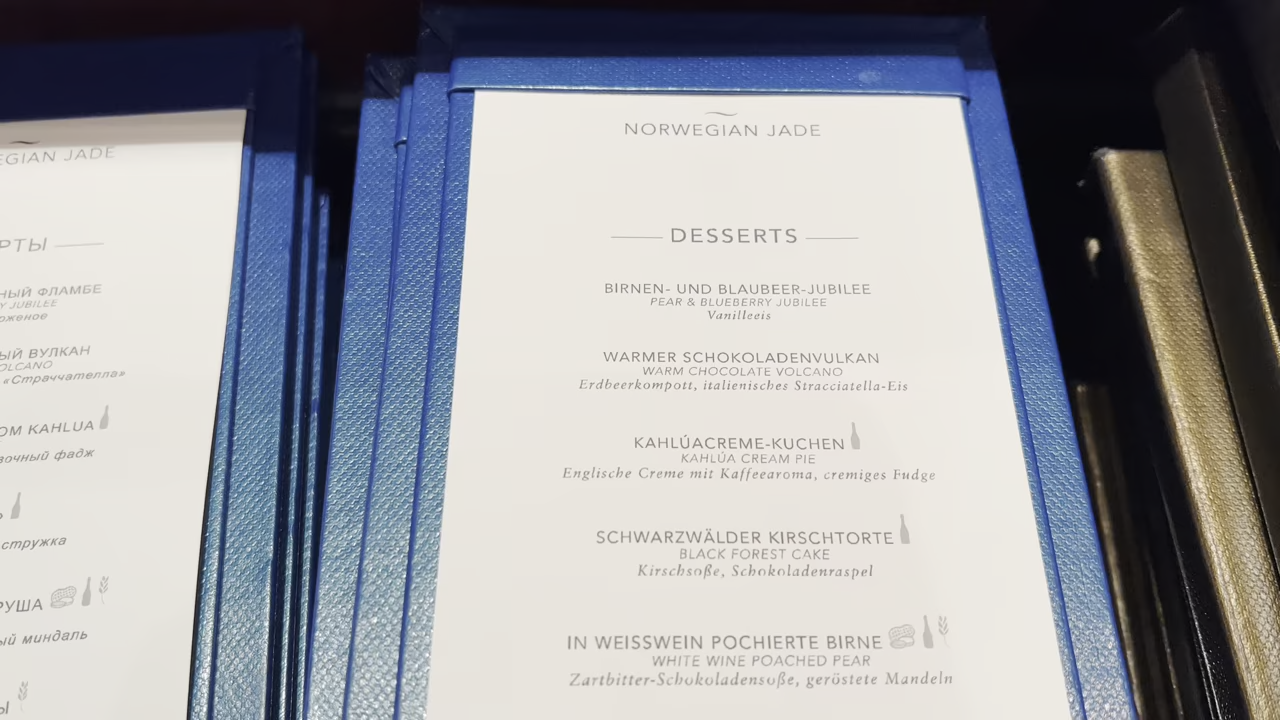 EGIAN JADE
РТЫ
НЫЙ ФЛАМБЕ
Y JUBILEE
роженое
ЫЙ ВУЛКАН
OLCANO
«Страччателла»
ОМ KAHLUA
вочный фадж
стружка
РУША
ый миндаль
NORWEGIAN JADE
DESSERTS
BIRNEN- UND BLAUBEER-JUBILEE
PEAR & BLUEBERRY JUBILEE
Vanilleeis
WARMER SCHOKOLADENVULKAN
WARM CHOCOLATE VOLCANO
Erdbeerkompott, italienisches Stracciatella-Eis
KAHLÚACREME-KUCHEN
KAHLÚA CREAM PIE
Englische Creme mit Kaffeearoma, cremiges Fudge
SCHWARZWÄLDER KIRSCHTORTE
BLACK FOREST CAKE
Kirschsoße, Schokoladenraspel
IN WEISSWEIN POCHIERTE BIRNE
WHITE WINE POACHED PEAR
Zartbitter-Schokoladensoße, geröstete Mandeln